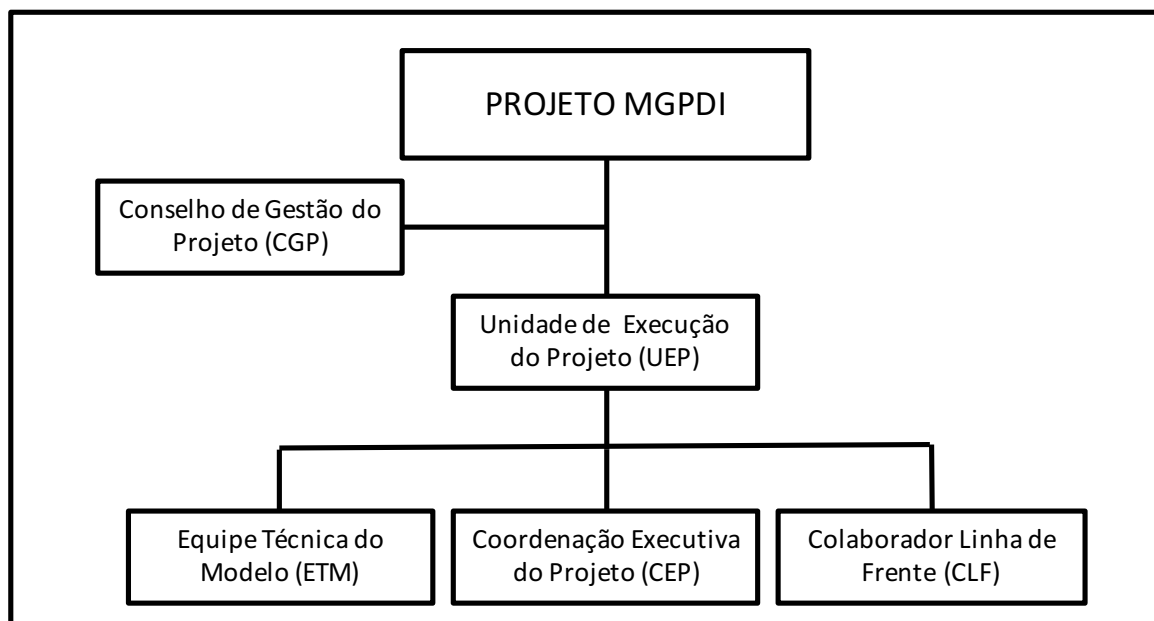 PROJETO MGPDI
Conselho de Gestão do
Projeto (CGP)
Unidade de Execução
do Projeto (UEP)
Equipe Técnica do
Modelo (ETM)
Coordenação Executiva
do Projeto (CEP)
Colaborador Linha de
Frente (CLF)